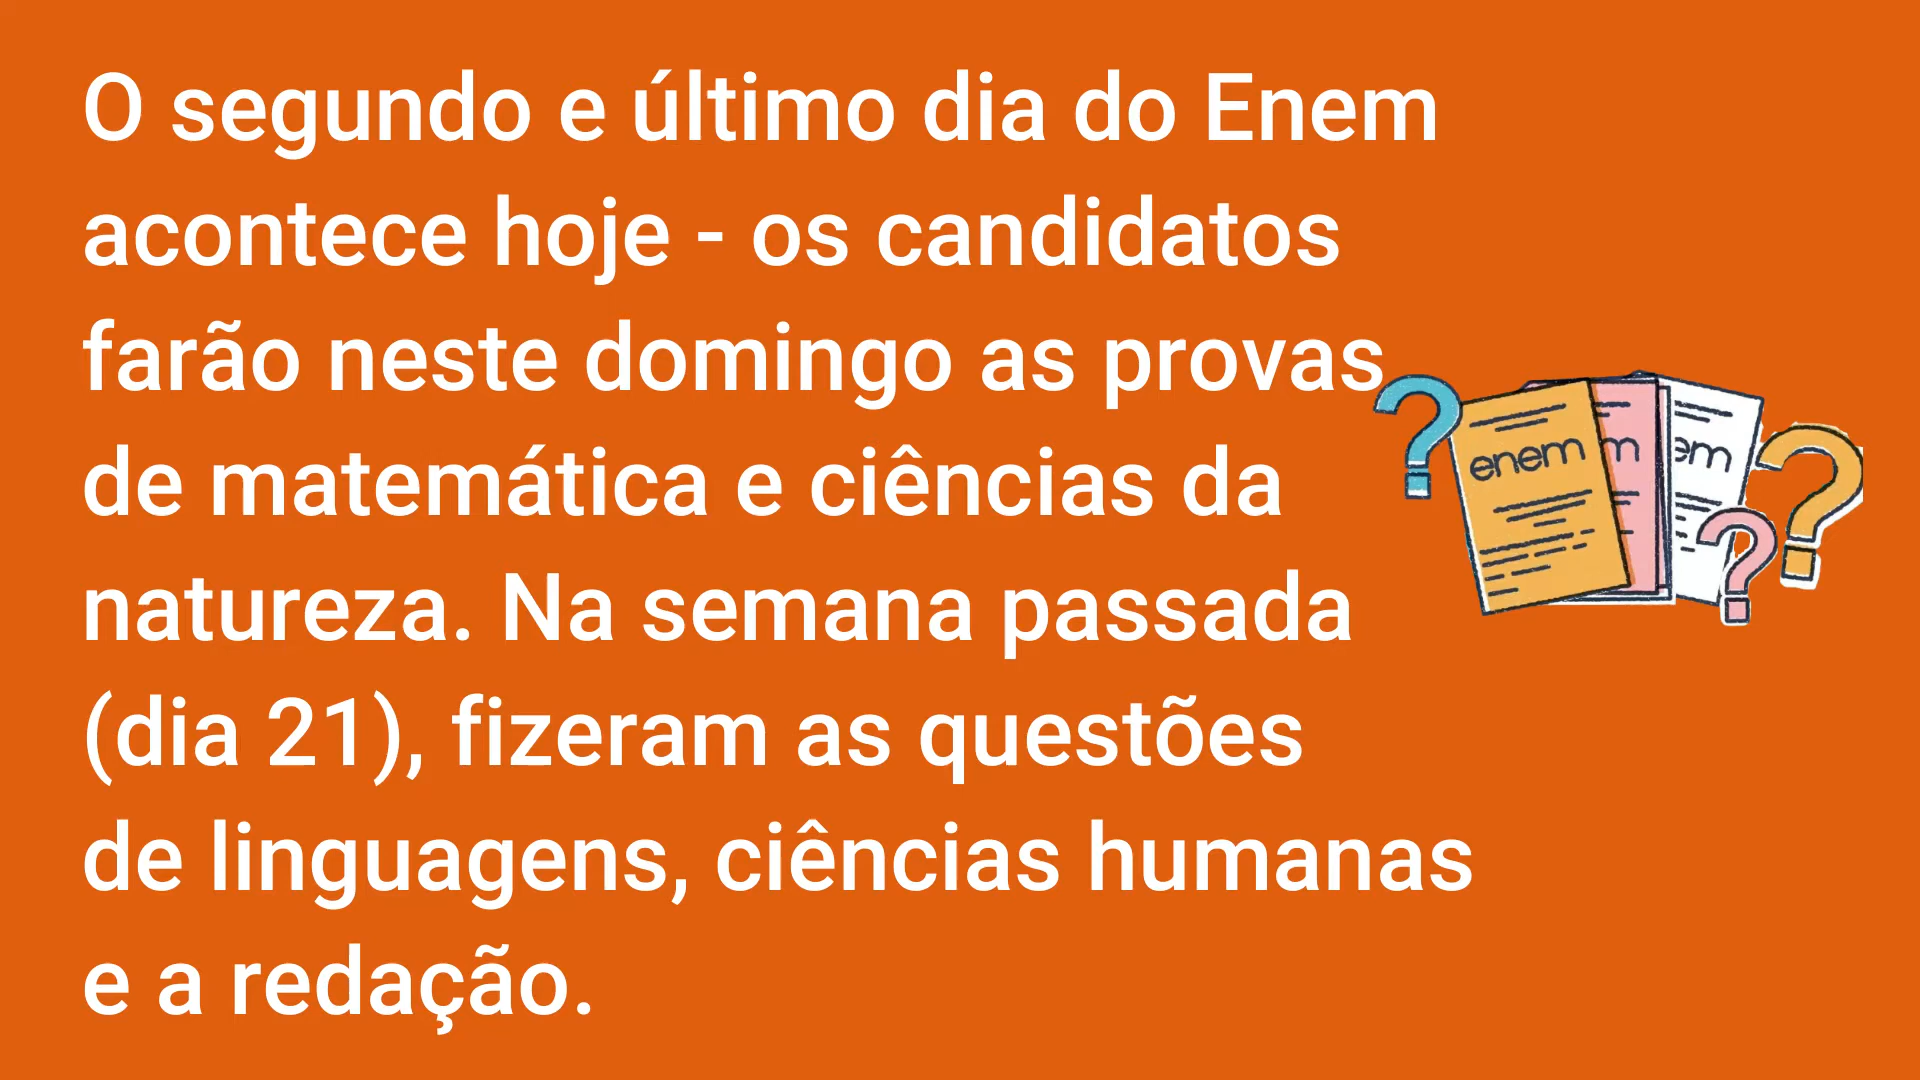 O segundo e último dia do Enem
acontece hoje - os candidatos
farão neste domingo as provas
de matemática e ciências da
natureza. Na semana passada
(dia 21), fizeram as questões
de linguagens, ciências humanas
e a redação.
enem
m
em
?
?
?